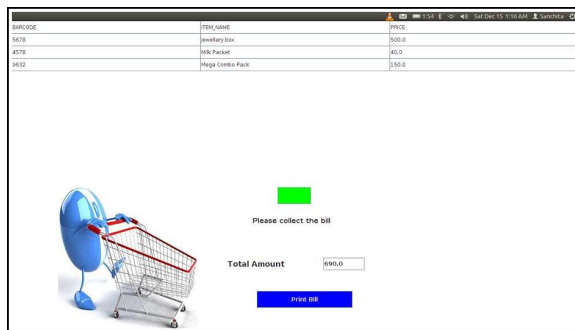 1:54 Sat Dec 15 1:16 AM Sanchita
BARCODE ITEM_NAME PRICE
5678 Jewellary box 500.0
4578 Milk Packet 40.0
9632 Mega Combo Pack 150.0
Please collect the bill
Total Amount 690.0
Print Bill